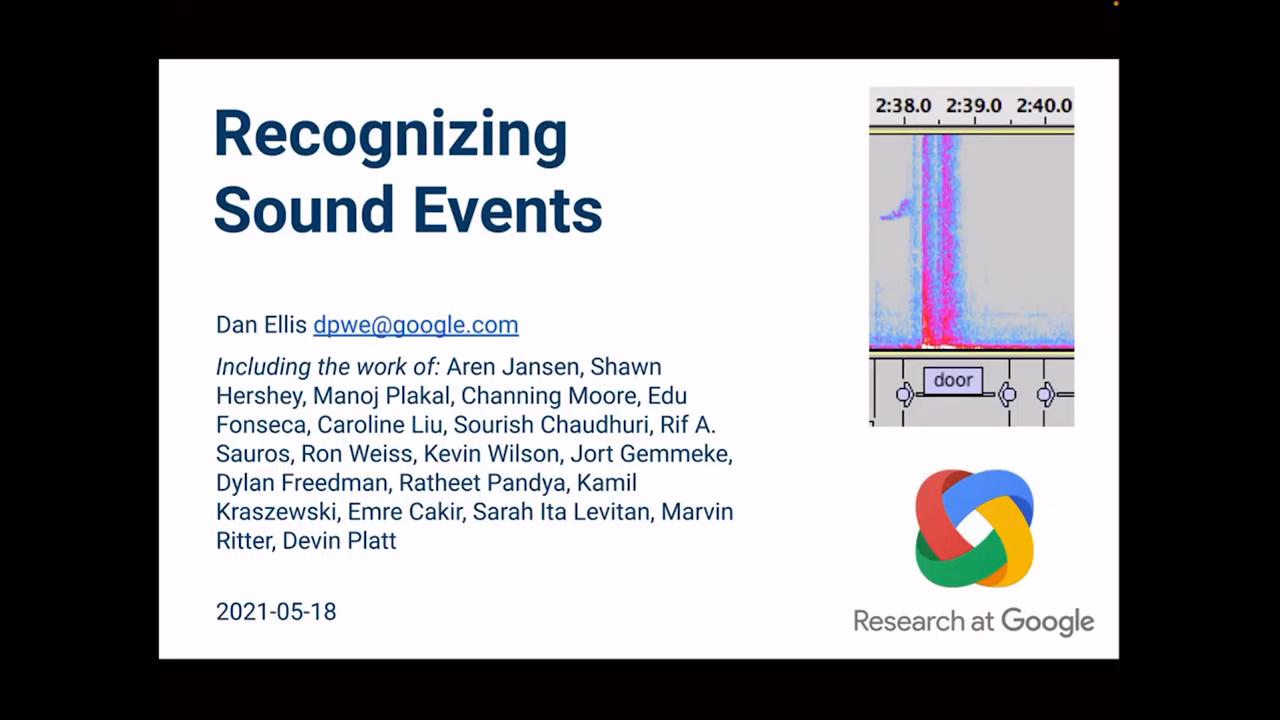 Recognizing
Sound Events
Dan Ellis dpwe@google.com
Including the work of: Aren Jansen, Shawn
Hershey, Manoj Plakal, Channing Moore, Edu
Fonseca, Caroline Liu, Sourish Chaudhuri, Rif A.
Sauros, Ron Weiss, Kevin Wilson, Jort Gemmeke,
Dylan Freedman, Ratheet Pandya, Kamil
Kraszewski, Emre Cakir, Sarah Ita Levitan, Marvin
Ritter, Devin Platt
2021-05-18
2:38.0 2:39.0 2:40.0
door
Research at Google